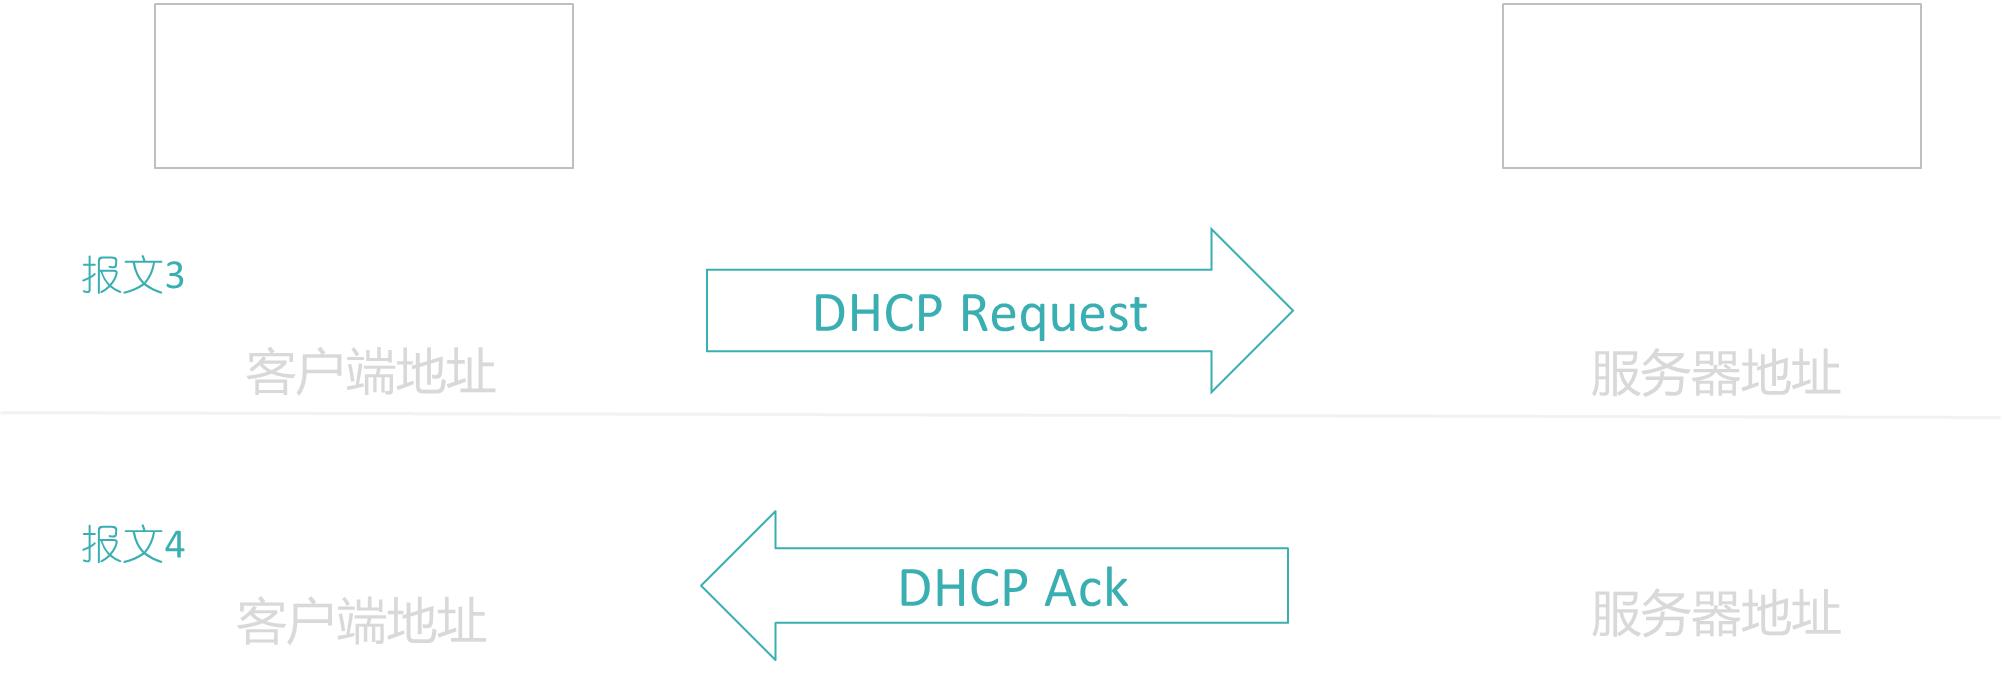 报文3
DHCP Request
客户端地址
服务器地址
报文4
DHCP Ack
客户端地址
服务器地址